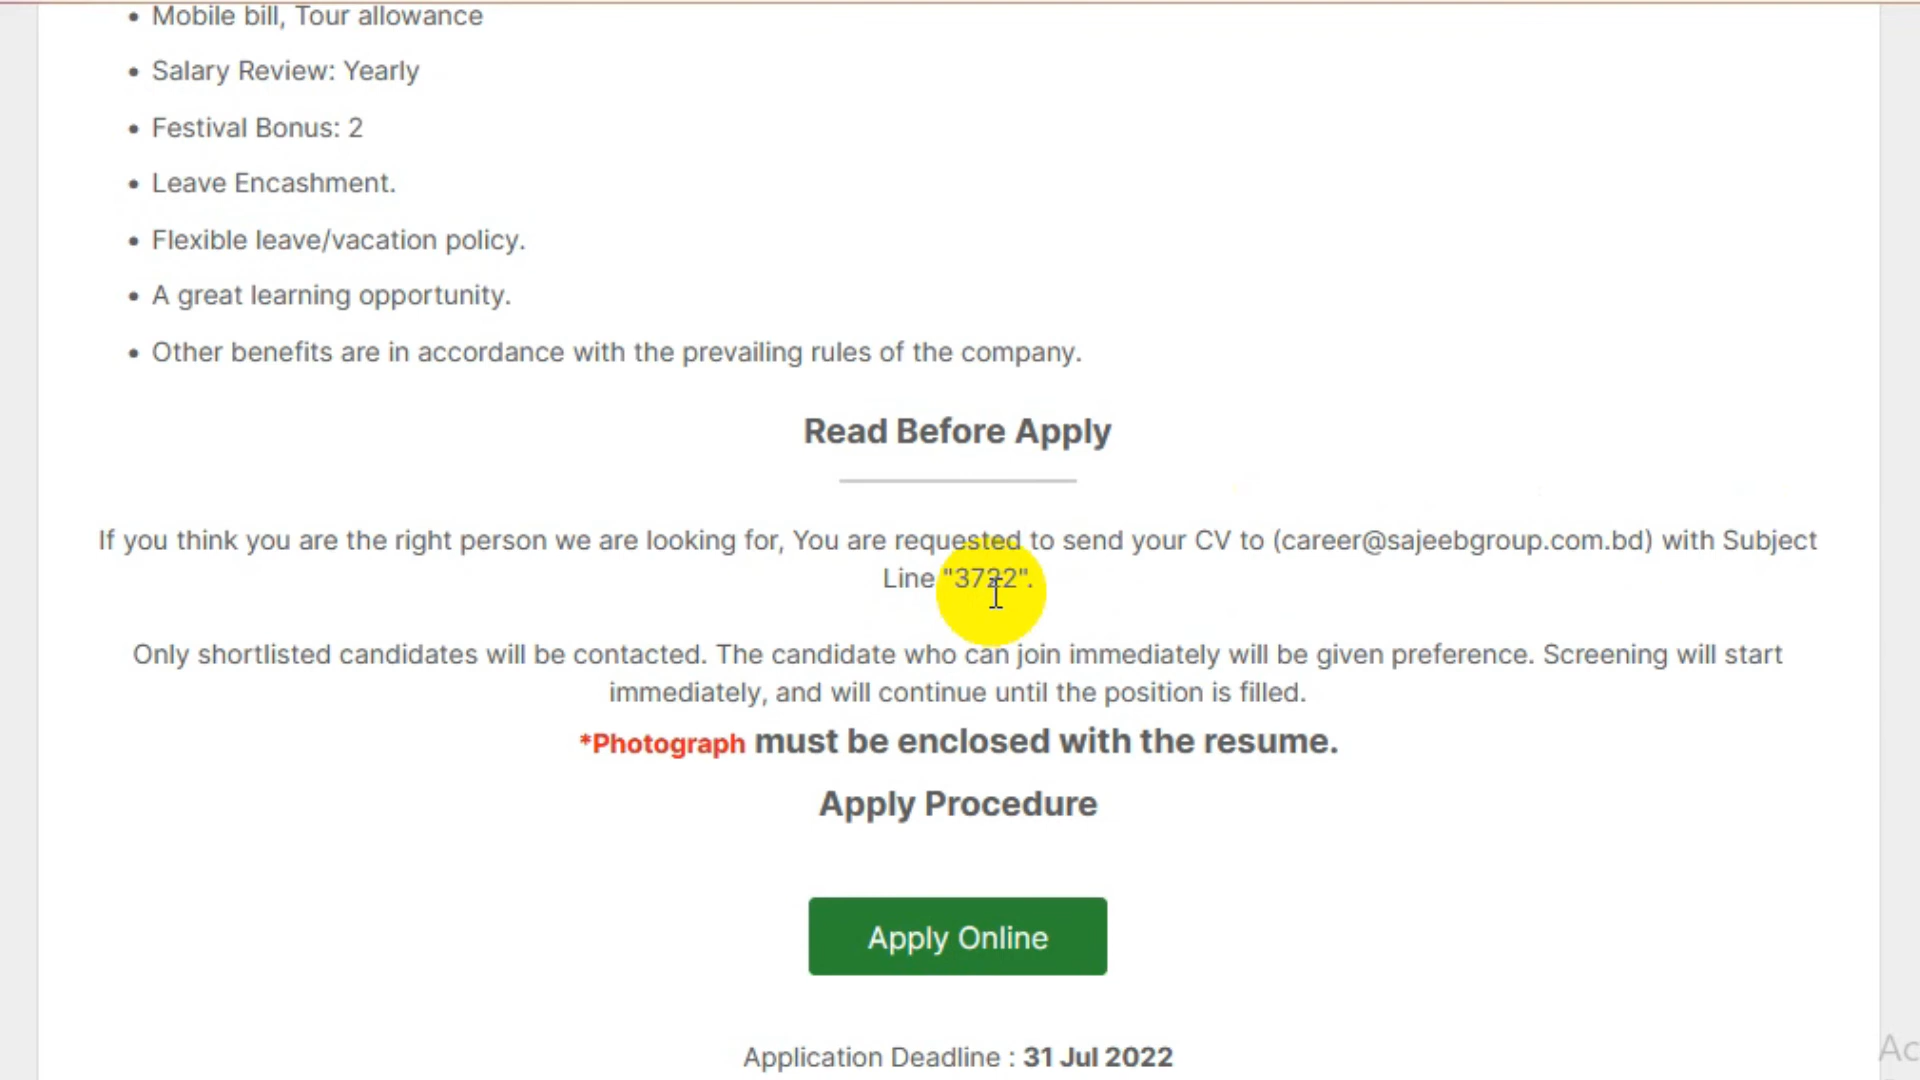 • Mobile bill, Tour allowance
• Salary Review: Yearly
• Festival Bonus: 2
• Leave Encashment.
• Flexible leave/vacation policy.
• A great learning opportunity.
• Other benefits are in accordance with the prevailing rules of the company.
Read Before Apply
If you think you are the right person we are looking for, You are requested to send your CV to (career@sajeebgroup.com.bd) with Subject
Line "3722".
Only shortlisted candidates will be contacted. The candidate who can join immediately will be given preference. Screening will start
immediately, and will continue until the position is filled.
*Photograph must be enclosed with the resume.
Apply Procedure
Apply Online
Application Deadline : 31 Jul 2022
Ac